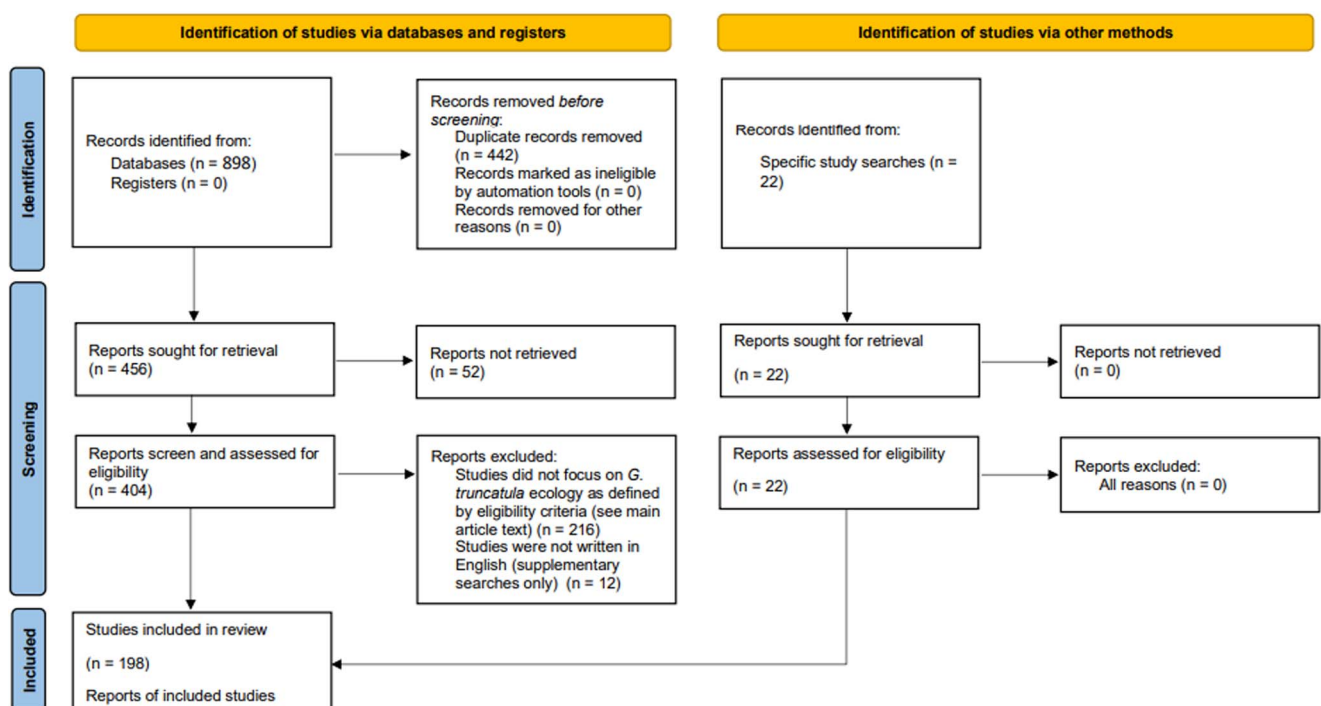 Identification of studies via databases and registers
Identification of studies via other methods
Identification
Records identified from:
Databases (n = 898)
Registers (n = 0)
Records removed before
screening:
Duplicate records removed
(n = 442)
Records marked as ineligible
by automation tools (n = 0)
Records removed for other
reasons (n = 0)
Records identified from:
Specific study searches (n =
22)
Screening
Reports sought for retrieval
(n = 456)
Reports not retrieved
(n = 52)
Reports sought for retrieval
(n = 22)
Reports not retrieved
(n = 0)
Reports screen and assessed for
eligibility
(n = 404)
Reports excluded:
Studies did not focus on G.
truncatula ecology as defined
by eligibility criteria (see main
article text) (n = 216)
Studies were not written in
English (supplementary
searches only) (n = 12)
Reports assessed for eligibility
(n = 22)
Reports excluded:
All reasons (n = 0)
Included
Studies included in review
(n = 198)
Reports of included studies